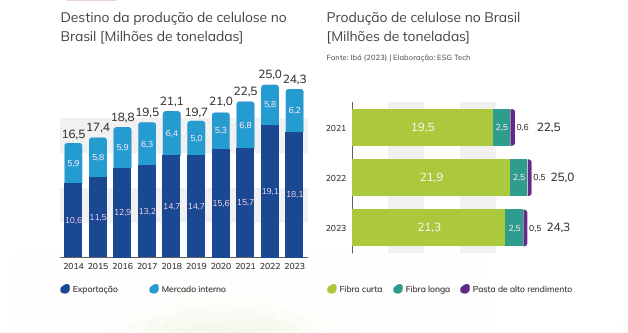 Destino da produção de celulose no
Brasil [Milhões de toneladas]
25,0
24,3
22,5
21,1
21,0
19,7
19,5
18,8
17,4
16,5
5,9
5,8
5,9
6,3
6,4
5,0
5,3
6,8
5,8
6,2
10,6
11,5
12,9
13,2
14,7
14,7
15,6
15,7
19,1
18,1
2014 2015 2016 2017 2018 2019 2020 2021 2022 2023
Exportação Mercado interno
Produção de celulose no Brasil
[Milhões de toneladas]
Fonte: Ibá (2023) | Elaboração: ESG Tech
2021 19,5 2,5 0,6 22,5
2022 21,9 2,5 0,5 25,0
2023 21,3 2,5 0,5 24,3
Fibra curta Fibra longa Pasta de alto rendimento